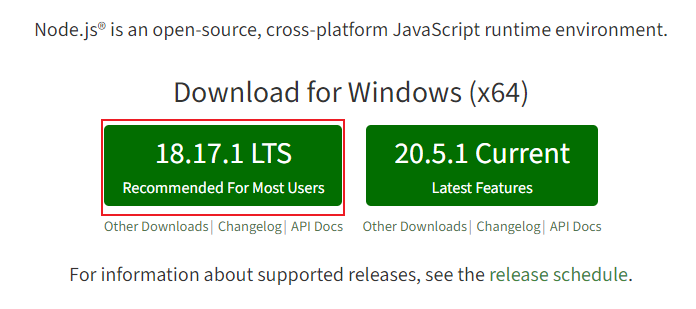 Node.js® is an open-source, cross-platform JavaScript runtime environment.
Download for Windows (x64)
18.17.1 LTS
Recommended For Most Users
20.5.1 Current
Latest Features
Other Downloads | Changelog | API Docs
Other Downloads | Changelog | API Docs
For information about supported releases, see the release schedule.